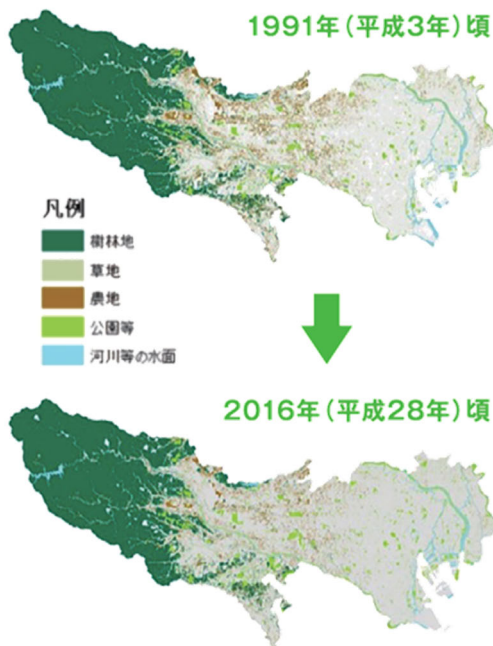 1991年(平成3年)頃
凡例
樹林地
草地
農地
公園等
河川等の水面
2016年(平成28年)頃